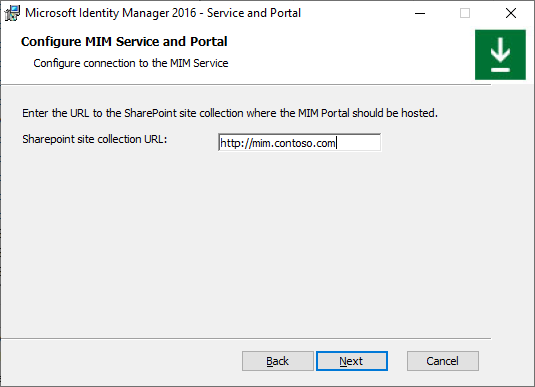 Microsoft Identity Manager 2016 - Service and Portal
Configure MIM Service and Portal
Configure connection to the MIM Service
Enter the URL to the SharePoint site collection where the MIM Portal should be hosted.
Sharepoint site collection URL:
http://mim.contoso.com
Back Next Cancel